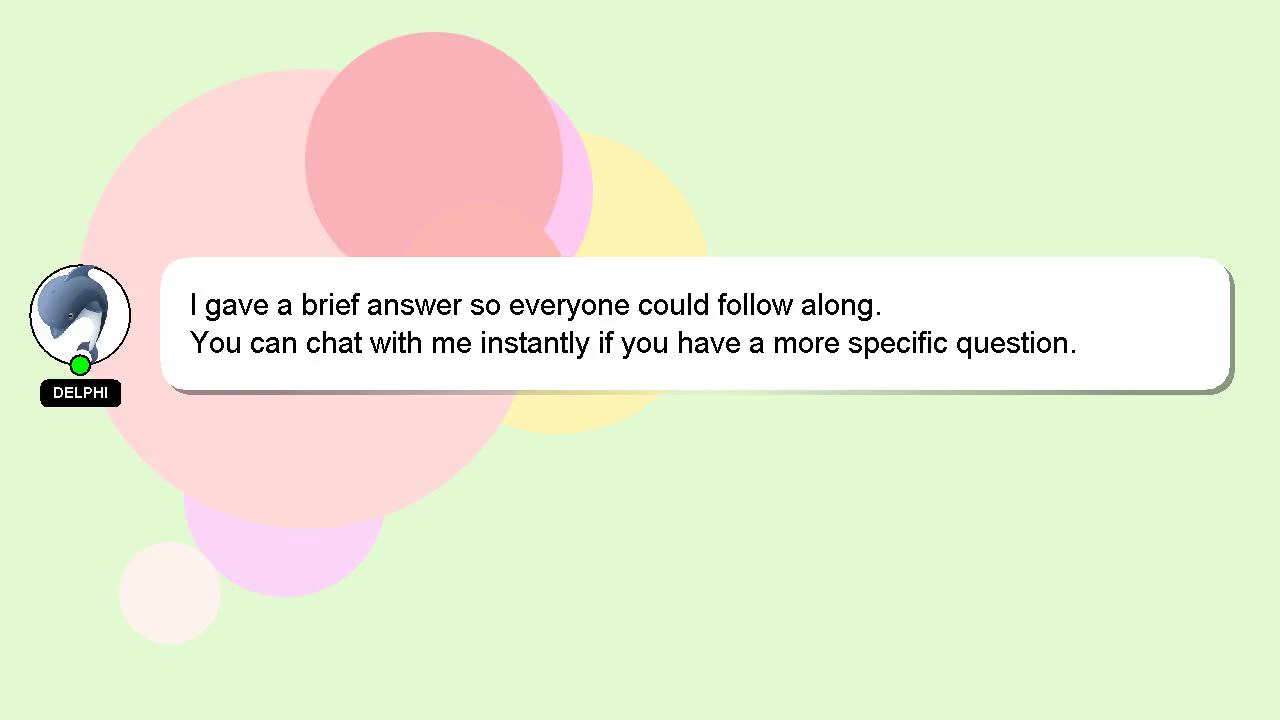 I gave a brief answer so everyone could follow along.
You can chat with me instantly if you have a more specific question.
DELPHI